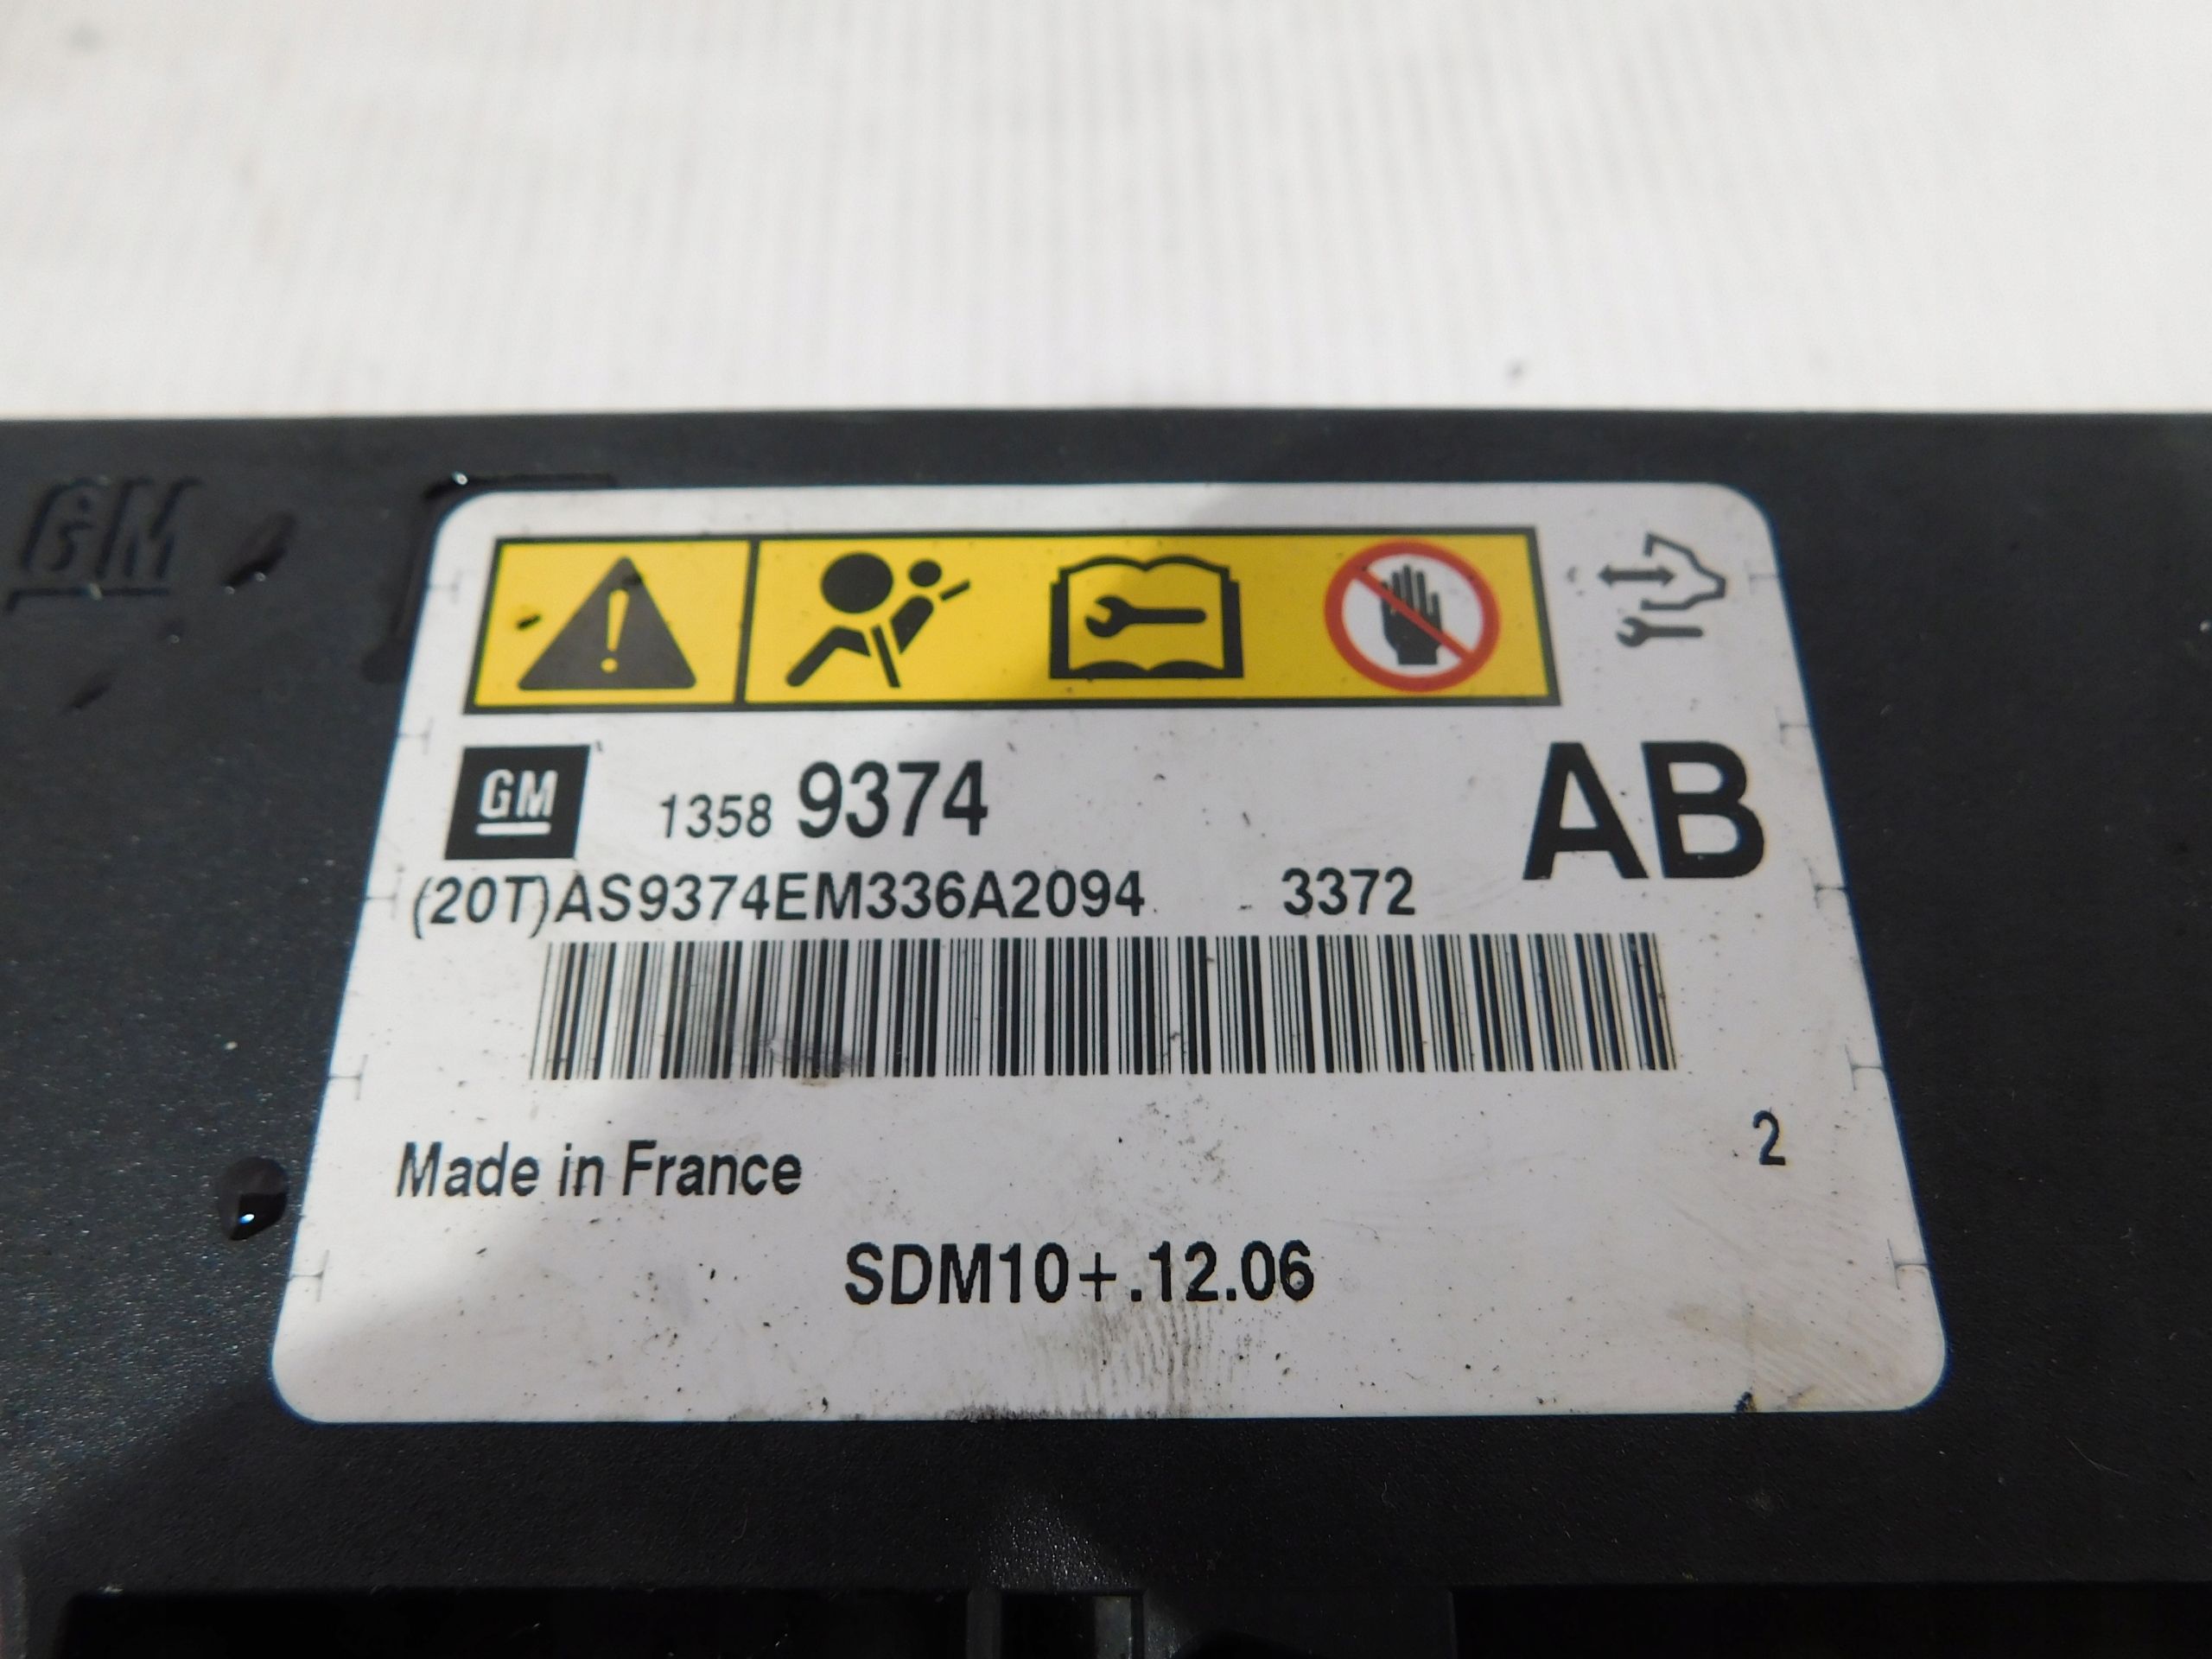 GM
GM 1358 9374 AB
(20T)AS9374EM336A2094 3372
Made in France 2
SDM10+.12.06